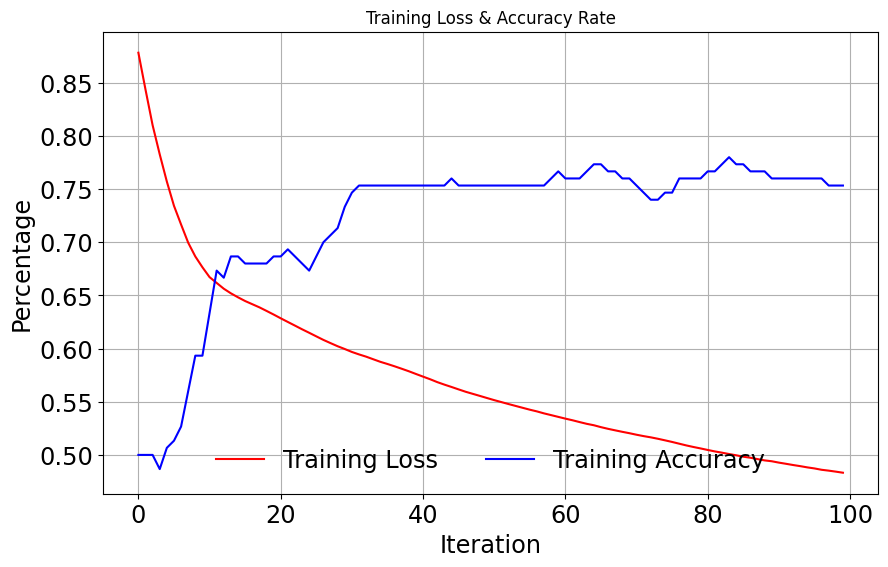 Training Loss & Accuracy Rate
Percentage
0.85
0.80
0.75
0.70
0.65
0.60
0.55
0.50
Training Loss Training Accuracy
0 20 40 60 80 100
Iteration